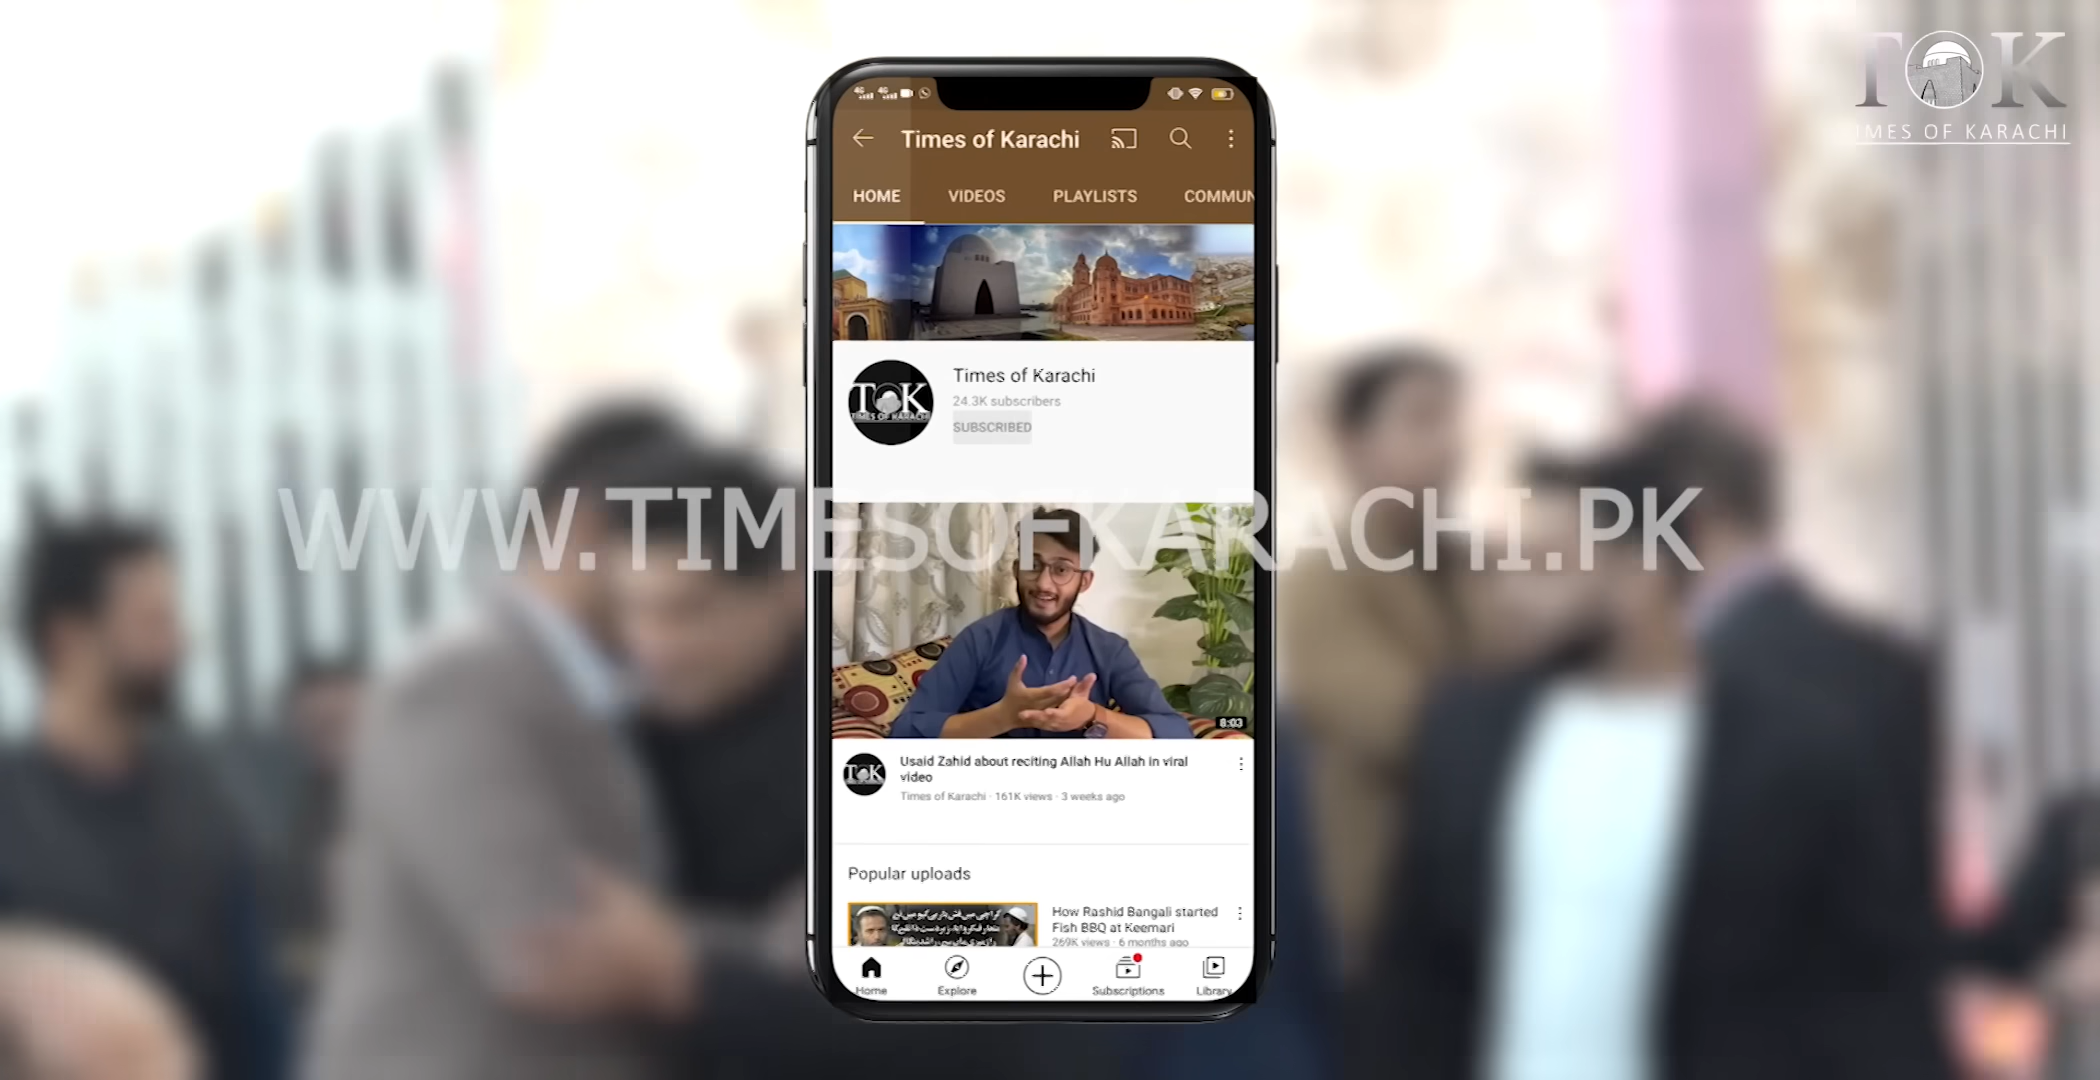 4G 4G
Times of Karachi
HOME VIDEOS PLAYLISTS COMMUN
TOK
TIMES OF KARACHI
Times of Karachi
24.3K subscribers
SUBSCRIBED
TOK
TIMES OF KARACHI
WWW.TIMESOFKARACHI.PK
8:03
TOK
Usaid Zahid about reciting Allah Hu Allah in viral
video
Times of Karachi · 161K views · 3 weeks ago
Popular uploads
How Rashid Bangali started
Fish BBQ at Keemari
269K views · 6 months ago
Home Explore Subscriptions Library